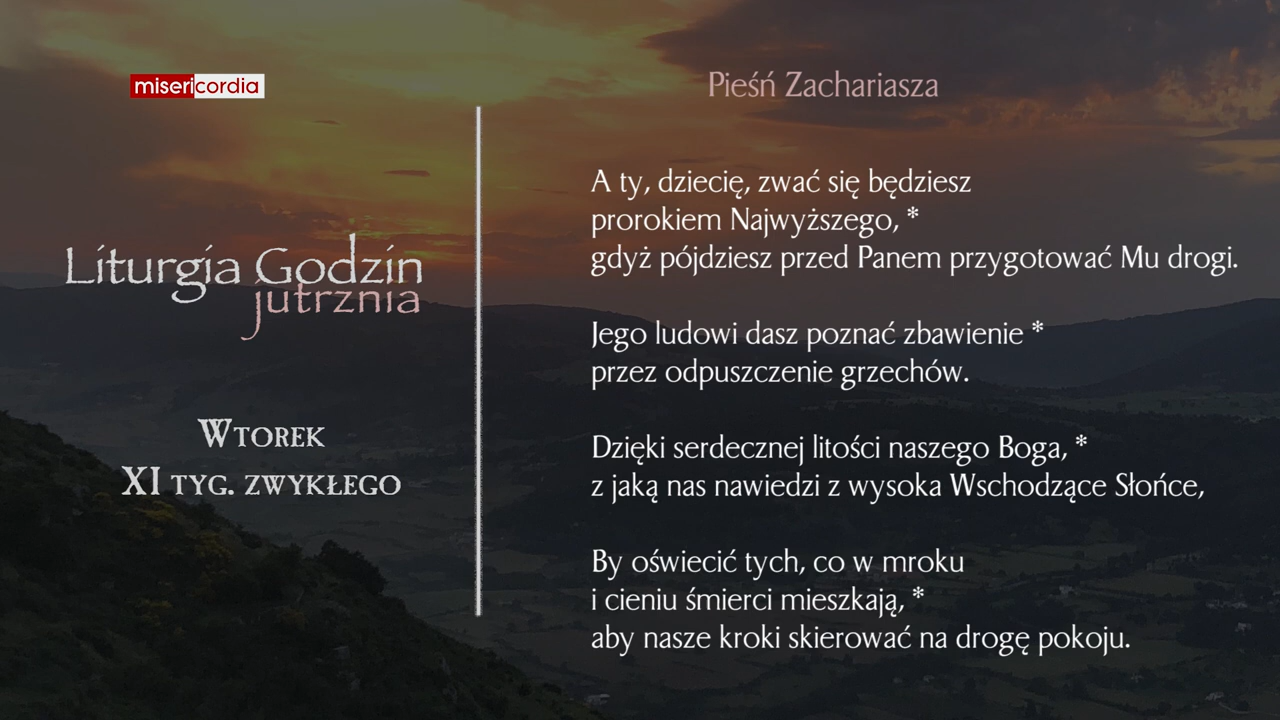 misericordia
Liturgia Godzin
jutrznia
Wtorek
XI tyg. zwykłego
Pieśń Zachariasza
A ty, dziecię, zwać się będziesz
prorokiem Najwyższego, *
gdyż pójdziesz przed Panem przygotować Mu drogi.
Jego ludowi dasz poznać zbawienie *
przez odpuszczenie grzechów.
Dzięki serdecznej litości naszego Boga, *
z jaką nas nawiedzi z wysoka Wschodzące Słońce,
By oświecić tych, co w mroku
i cieniu śmierci mieszkają, *
aby nasze kroki skierować na drogę pokoju.